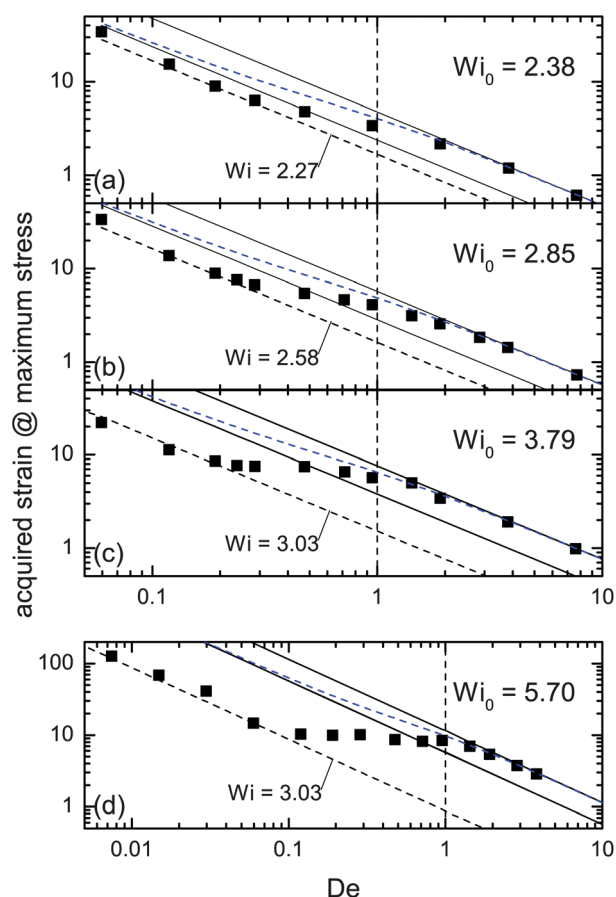 10
1
Wi0 = 2.38
Wi = 2.27
(a)
10
1
Wi0 = 2.85
Wi = 2.58
(b)
10
1
Wi0 = 3.79
Wi = 3.03
(c)
0.1
1
10
acquired strain @ maximum stress
100
10
1
Wi0 = 5.70
Wi = 3.03
(d)
0.01
0.1
1
10
De